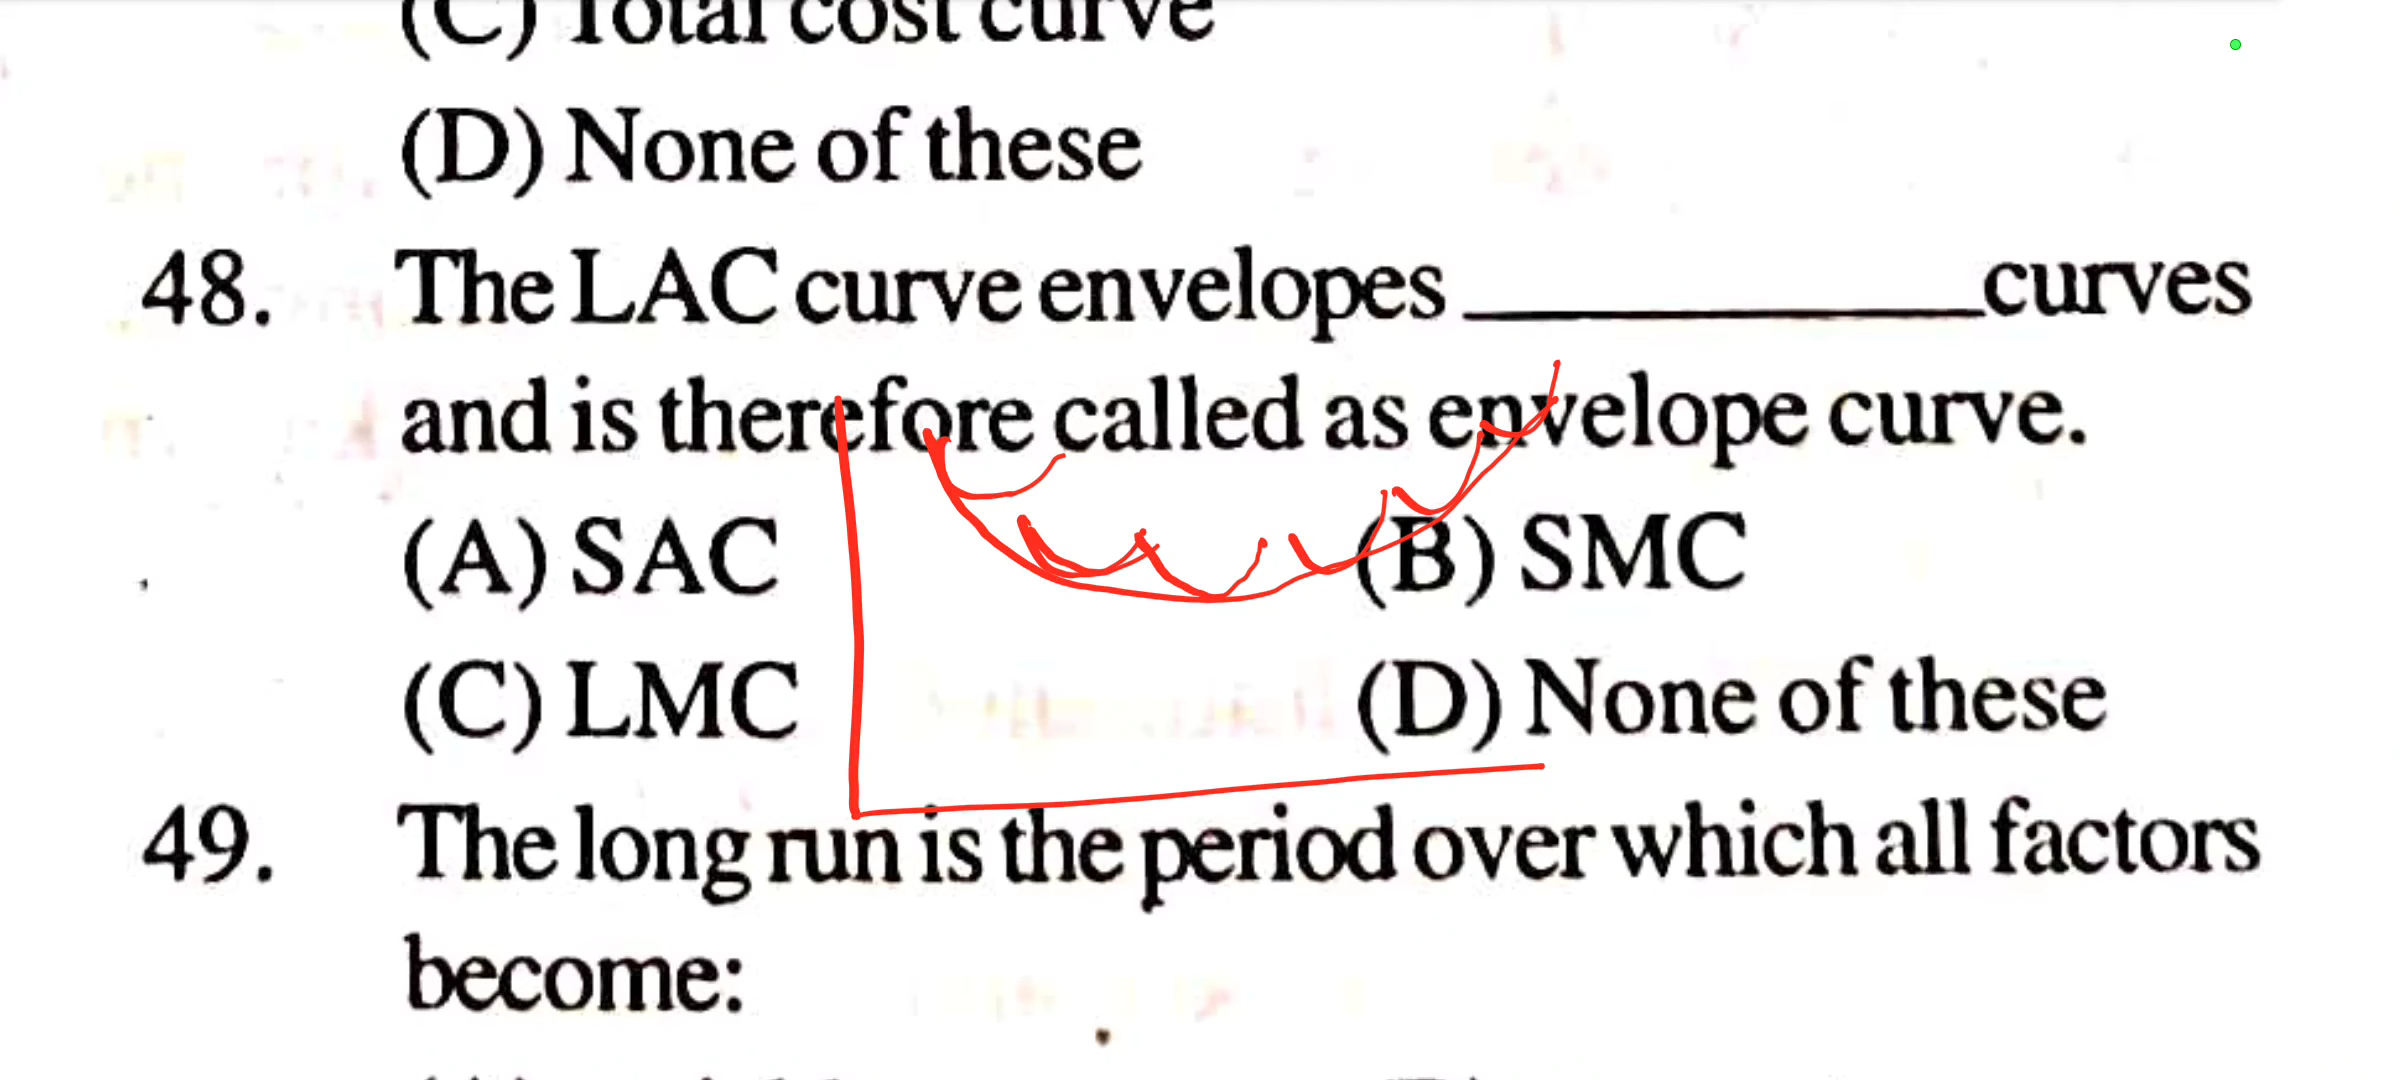 (C) Total cost curve
(D) None of these
48. The LAC curve envelopes __________ curves
and is therefore called as envelope curve.
(A) SAC (B) SMC
(C) LMC (D) None of these
49. The long run is the period over which all factors
become: